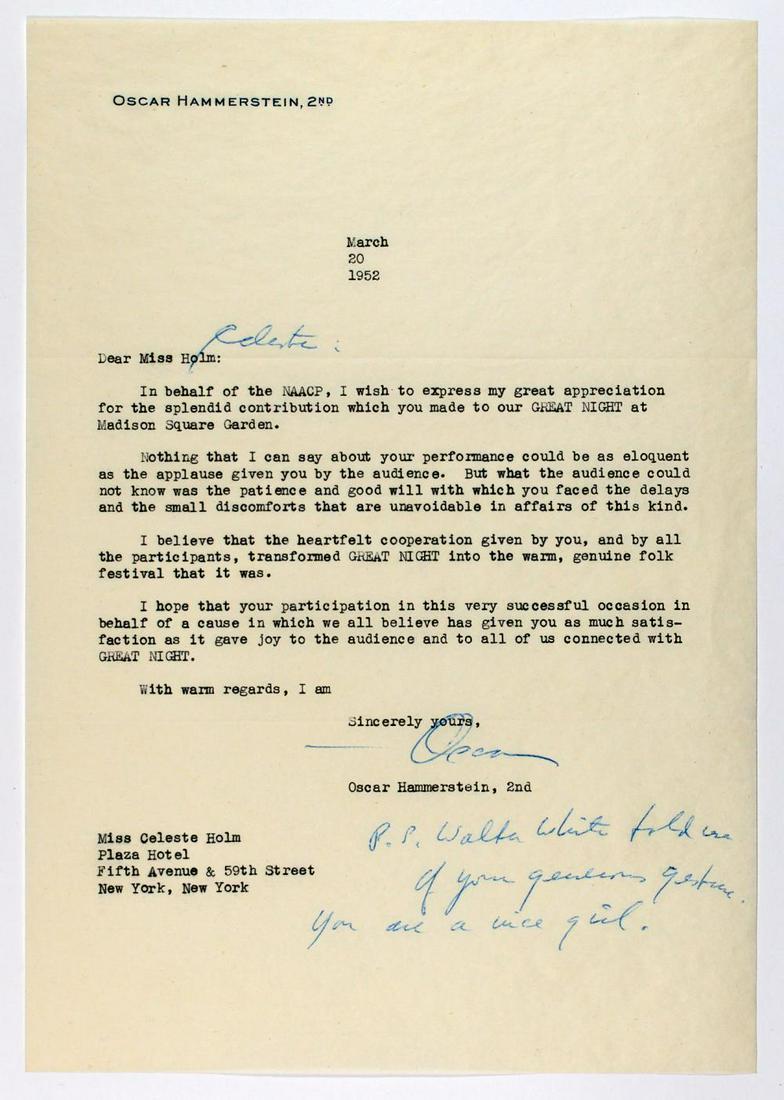 OSCAR HAMMERSTEIN, 2ND
March
20
1952
Celeste:
Dear Miss Holm:
In behalf of the NAACP, I wish to express my great appreciation
for the splendid contribution which you made to our GREAT NIGHT at
Madison Square Garden.
Nothing that I can say about your performance could be as eloquent
as the applause given you by the audience. But what the audience could
not know was the patience and good will with which you faced the delays
and the small discomforts that are unavoidable in affairs of this kind.
I believe that the heartfelt cooperation given by you, and by all
the participants, transformed GREAT NIGHT into the warm, genuine folk
festival that it was.
I hope that your participation in this very successful occasion in
behalf of a cause in which we all believe has given you as much satis-
faction as it gave joy to the audience and to all of us connected with
GREAT NIGHT.
With warm regards, I am
Sincerely yours,
Oscar
Oscar Hammerstein, 2nd
Miss Celeste Holm
Plaza Hotel
Fifth Avenue & 59th Street
New York, New York
P.S. Walter White told me
of your generous gesture.
You are a nice girl.